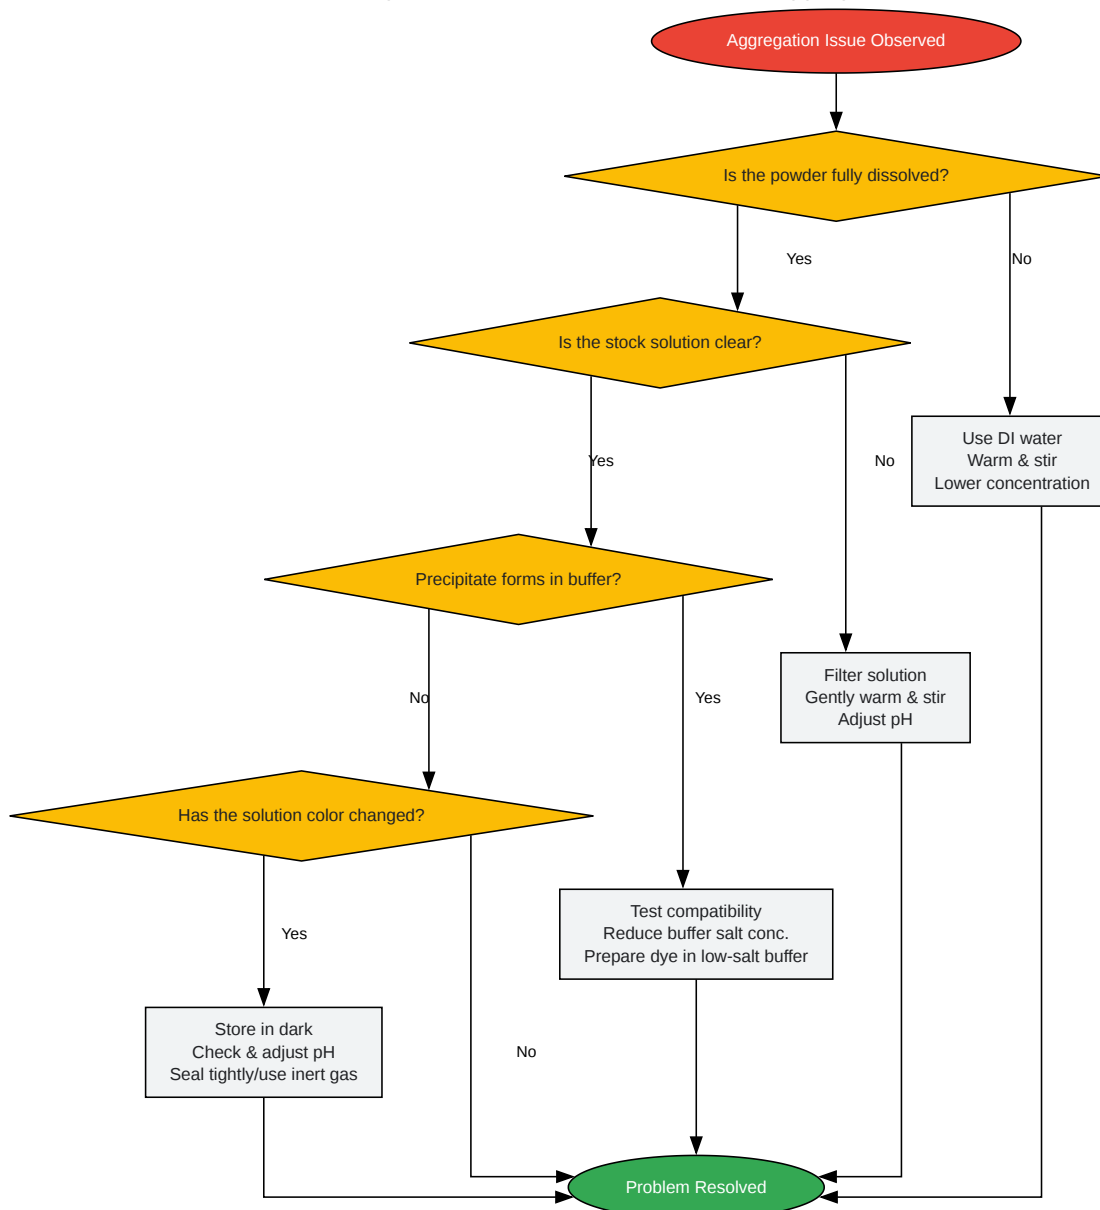 Aggregation Issue Observed
Is the powder fully dissolved?
Yes
No
Is the stock solution clear?
Use DI water
Warm & stir
Lower concentration
Yes
No
Precipitate forms in buffer?
Filter solution
Gently warm & stir
Adjust pH
No
Yes
Has the solution color changed?
Test compatibility
Reduce buffer salt conc.
Prepare dye in low-salt buffer
Yes
Store in dark
Check & adjust pH
Seal tightly/use inert gas
No
Problem Resolved